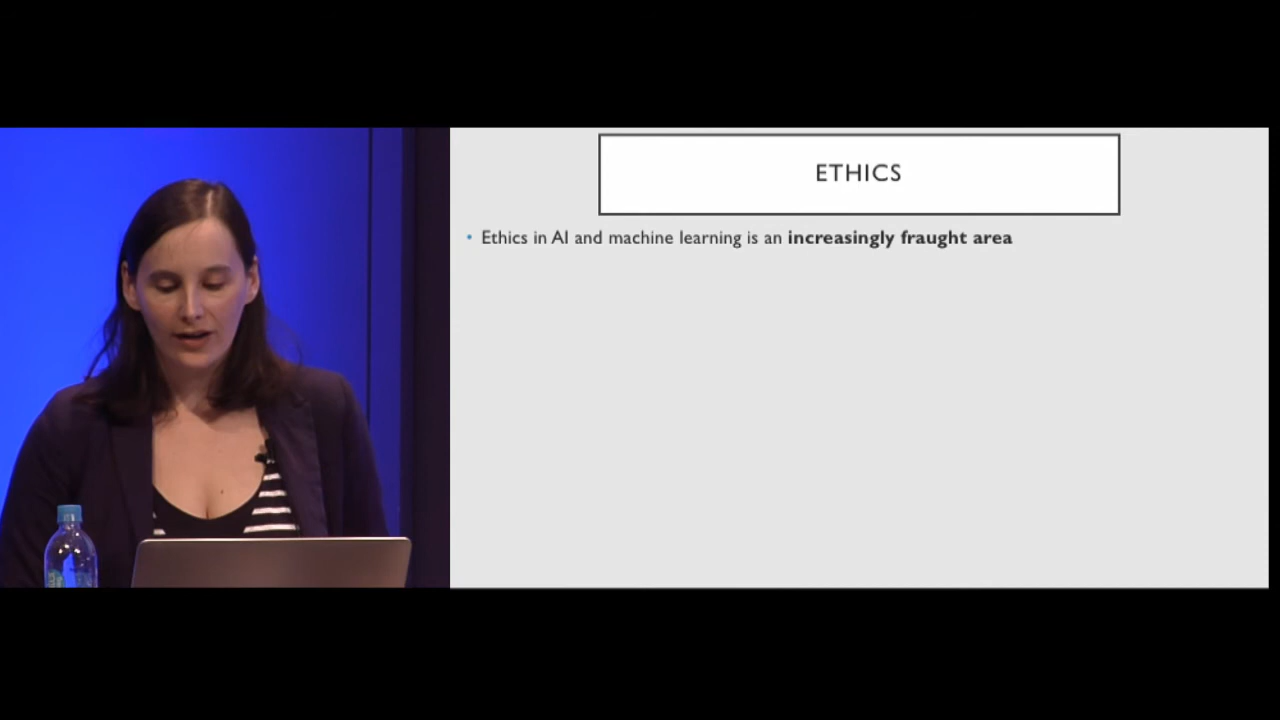 ETHICS
• Ethics in AI and machine learning is an increasingly fraught area